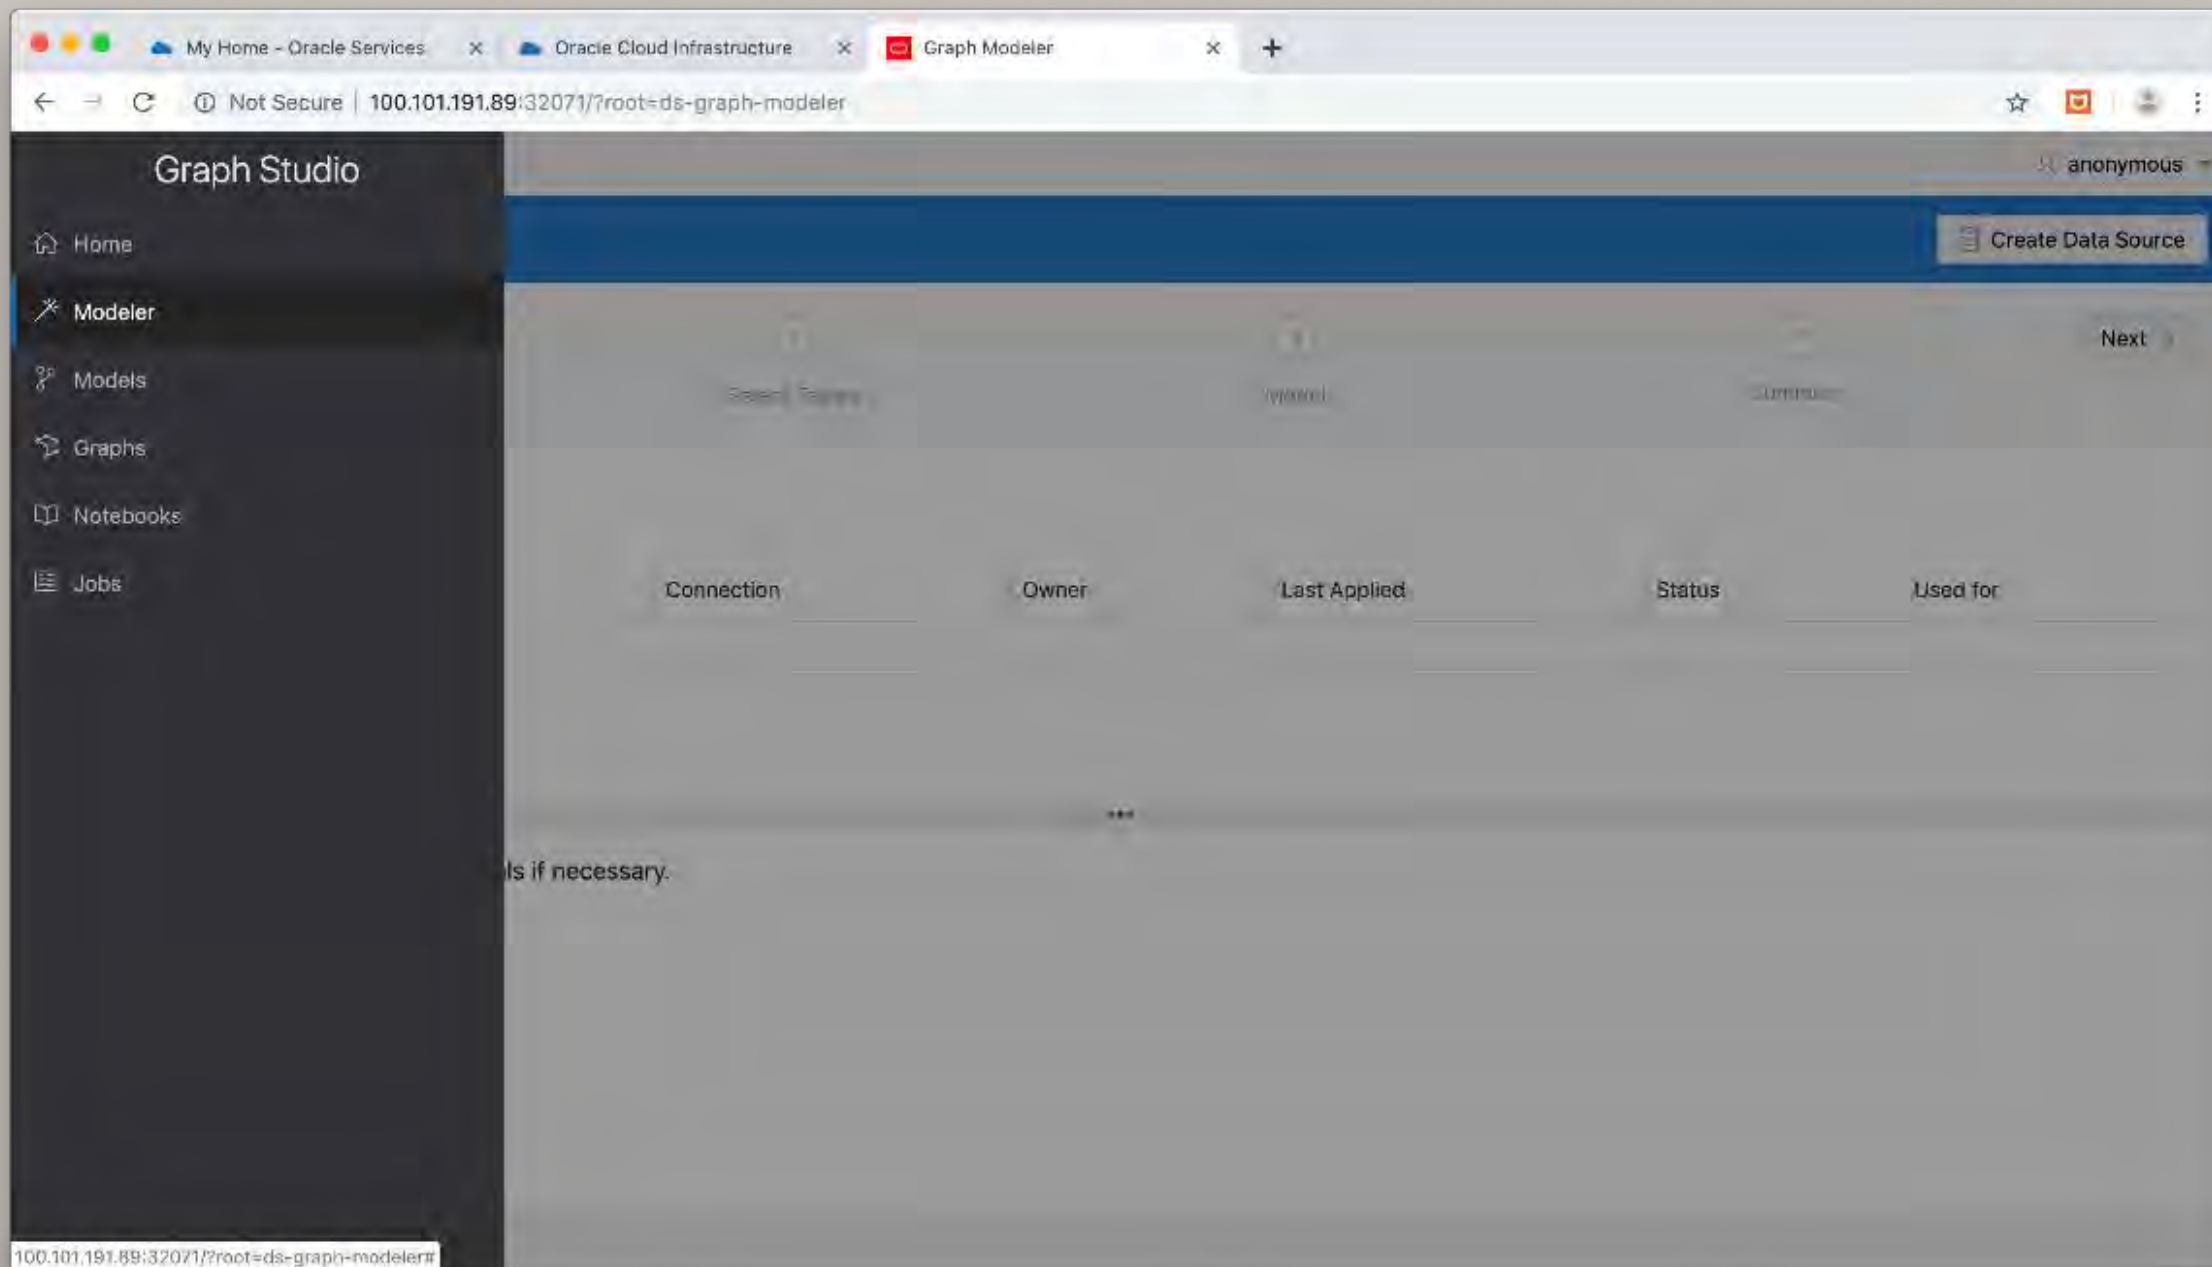 My Home - Oracle Services
Oracle Cloud Infrastructure
Graph Modeler
Not Secure | 100.101.191.89:32071/?root=ds-graph-modeler
Graph Studio
anonymous
Home
Create Data Source
Modeler
Next
Models
Graphs
Notebooks
Jobs
Connection Owner Last Applied Status Used for
ls if necessary.
100.101.191.89:32071/?root=ds-graph-modeler#